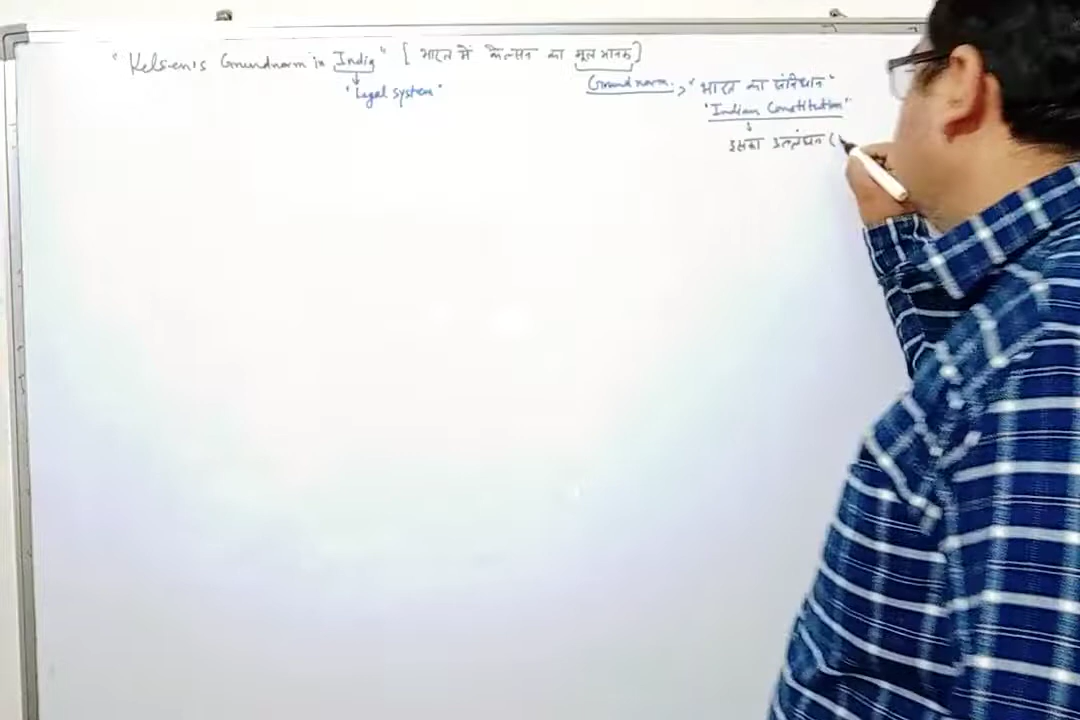 "Kelsen's Grundnorm in India" [भारत में केल्सन का मूल मानक]
"Legal system"
Grundnorm. > "भारत का संविधान"
"Indian Constitution"
इसका उल्लंघन (